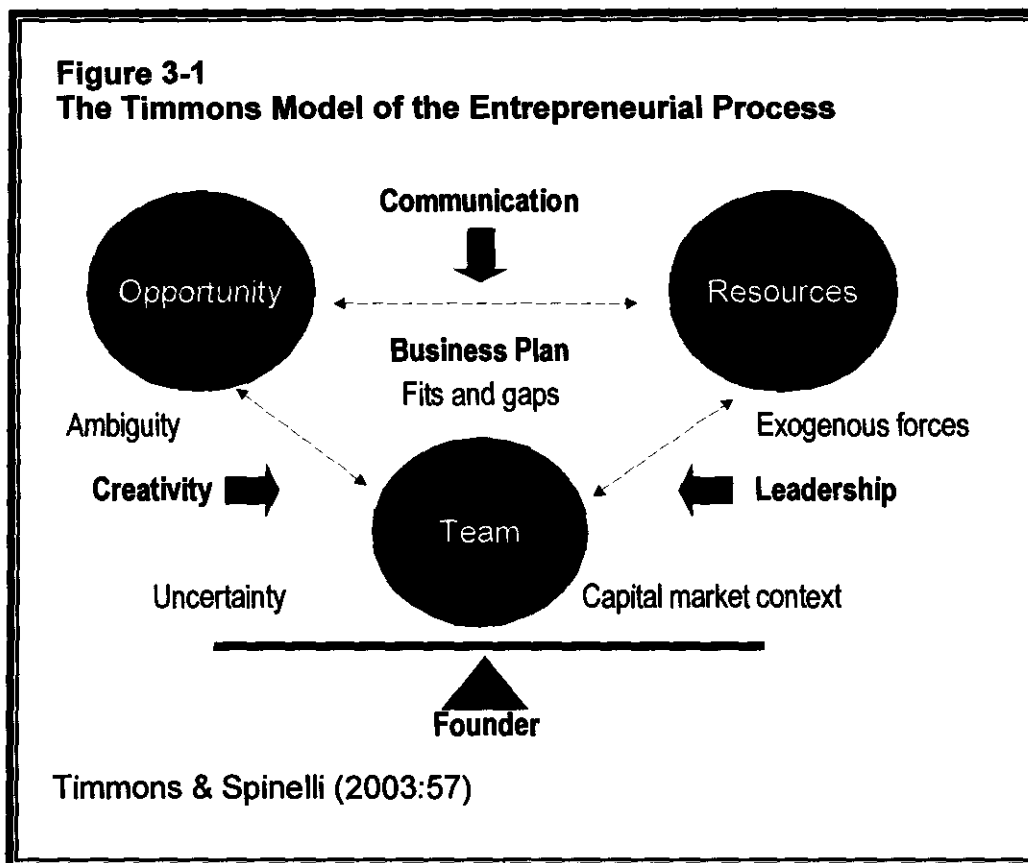 Figure 3-1
The Timmons Model of the Entrepreneurial Process
Communication
Opportunity
Resources
Business Plan
Fits and gaps
Ambiguity
Exogenous forces
Creativity
Leadership
Team
Uncertainty
Capital market context
Founder
Timmons & Spinelli (2003:57)